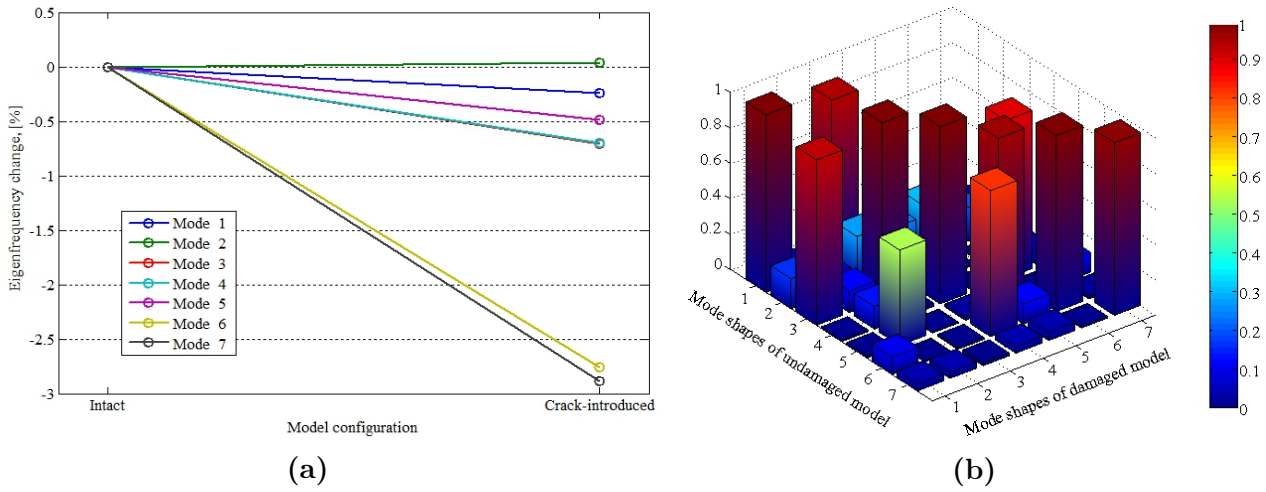 0.5
0
-0.5
-1
-1.5
-2
-2.5
-3
Eigenfrequency change, [%]
Mode 1
Mode 2
Mode 3
Mode 4
Mode 5
Mode 6
Mode 7
Intact
Crack-introduced
Model configuration
(a)
1
0.8
0.6
0.4
0.2
0
1
2
3
4
5
6
7
Mode shapes of undamaged model
1
2
3
4
5
6
7
Mode shapes of damaged model
1
0.9
0.8
0.7
0.6
0.5
0.4
0.3
0.2
0.1
0
(b)